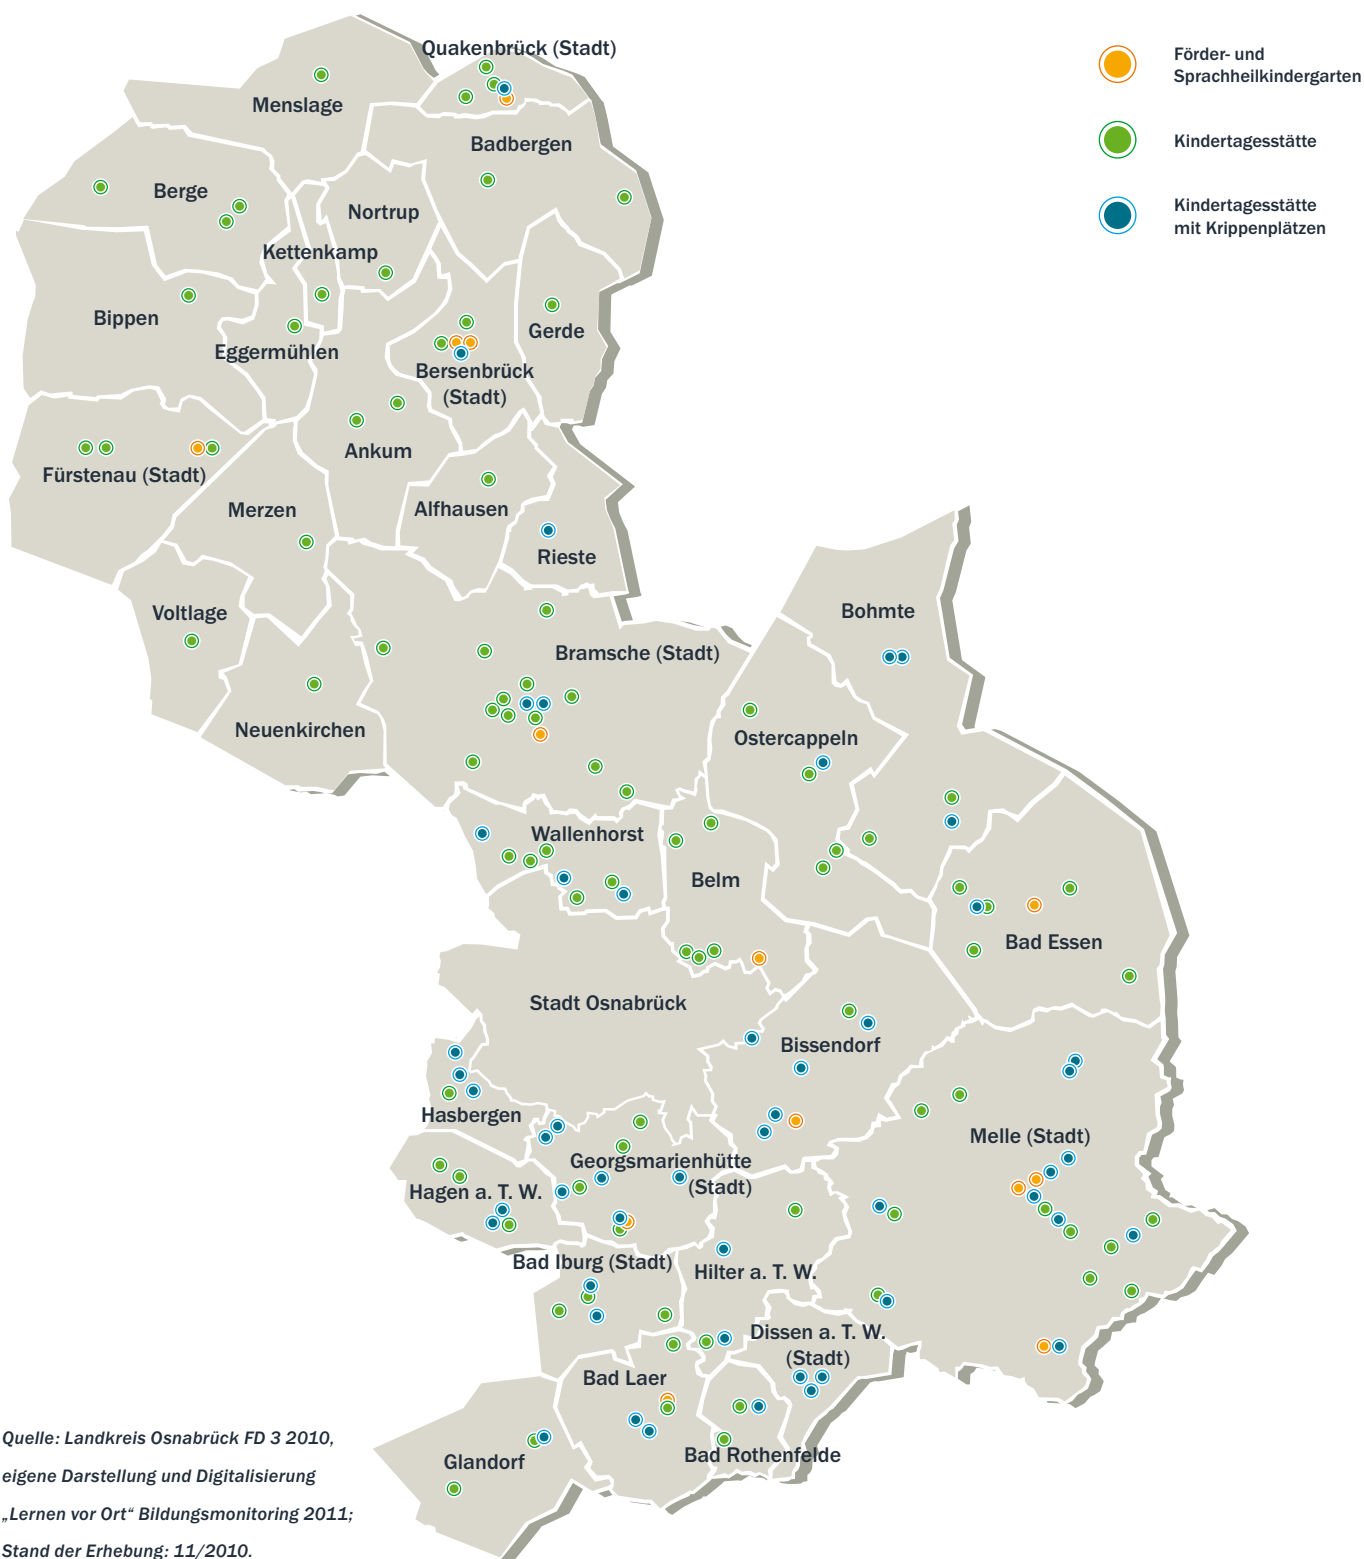 Quakenbrück (Stadt)
Förder- und
Sprachheilkindergarten
Menslage
Badbergen
Kindertagesstätte
Berge
Nortrup
Kindertagesstätte
mit Krippenplätzen
Kettenkamp
Bippen
Gerde
Eggermühlen
Bersenbrück
(Stadt)
Ankum
Fürstenau (Stadt)
Merzen
Alfhausen
Rieste
Voltlage
Bohmte
Bramsche (Stadt)
Neuenkirchen
Ostercappeln
Wallenhorst
Belm
Bad Essen
Stadt Osnabrück
Bissendorf
Hasbergen
Melle (Stadt)
Georgsmarienhütte
(Stadt)
Hagen a. T. W.
Bad Iburg (Stadt)
Hilter a. T. W.
Dissen a. T. W.
(Stadt)
Bad Laer
Bad Rothenfelde
Glandorf
Quelle: Landkreis Osnabrück FD 3 2010,
eigene Darstellung und Digitalisierung
„Lernen vor Ort“ Bildungsmonitoring 2011;
Stand der Erhebung: 11/2010.